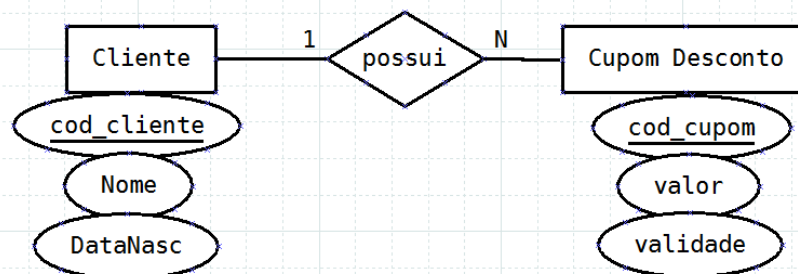 Cliente
1
possui
N
Cupom Desconto
cod_cliente
cod_cupom
Nome
valor
DataNasc
validade